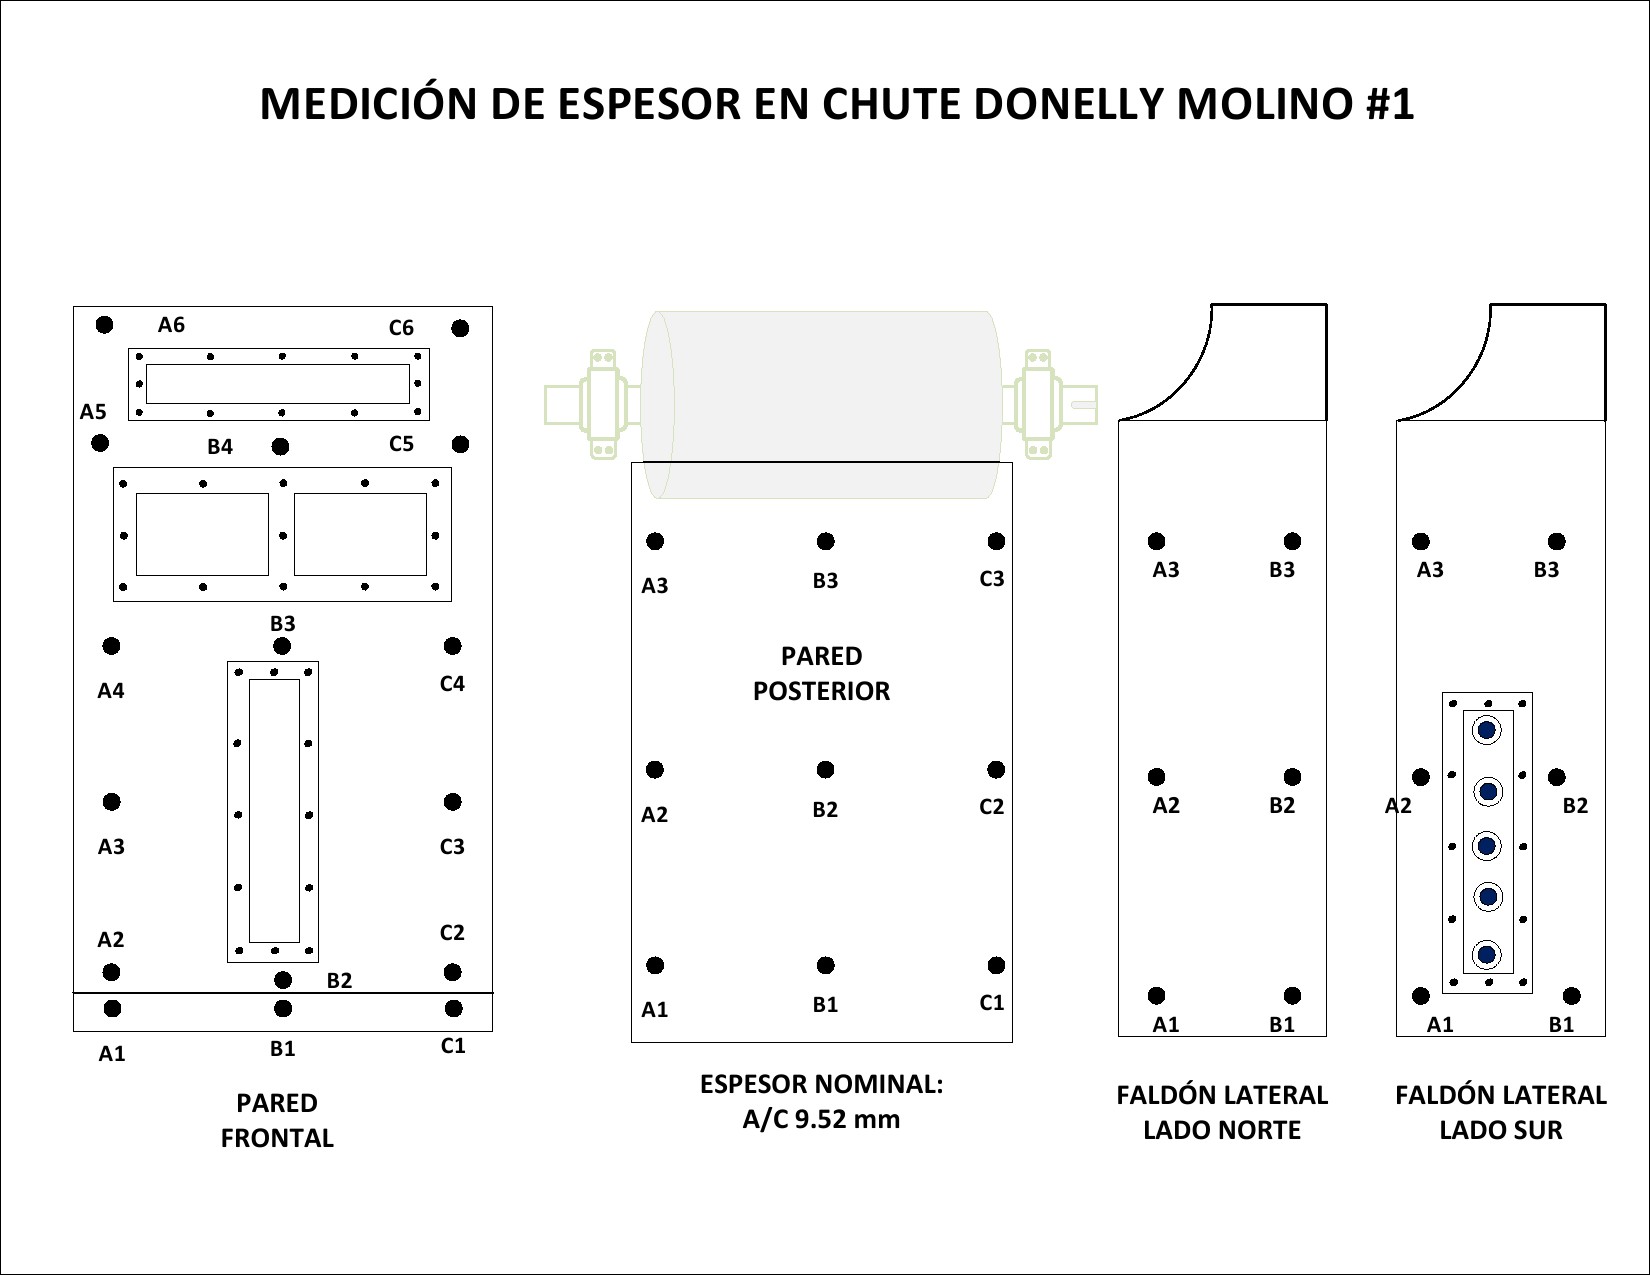 MEDICIÓN DE ESPESOR EN CHUTE DONELLY MOLINO #1
A6
C6
A5
B4
C5
B3
A4
C4
A3
C3
A2
C2
B2
A1
B1
C1
PARED
FRONTAL
A3
B3
C3
PARED
POSTERIOR
A2
B2
C2
A1
B1
C1
ESPESOR NOMINAL:
A/C 9.52 mm
A3
B3
A2
B2
A1
B1
FALDÓN LATERAL
LADO NORTE
A3
B3
A2
B2
A1
B1
FALDÓN LATERAL
LADO SUR